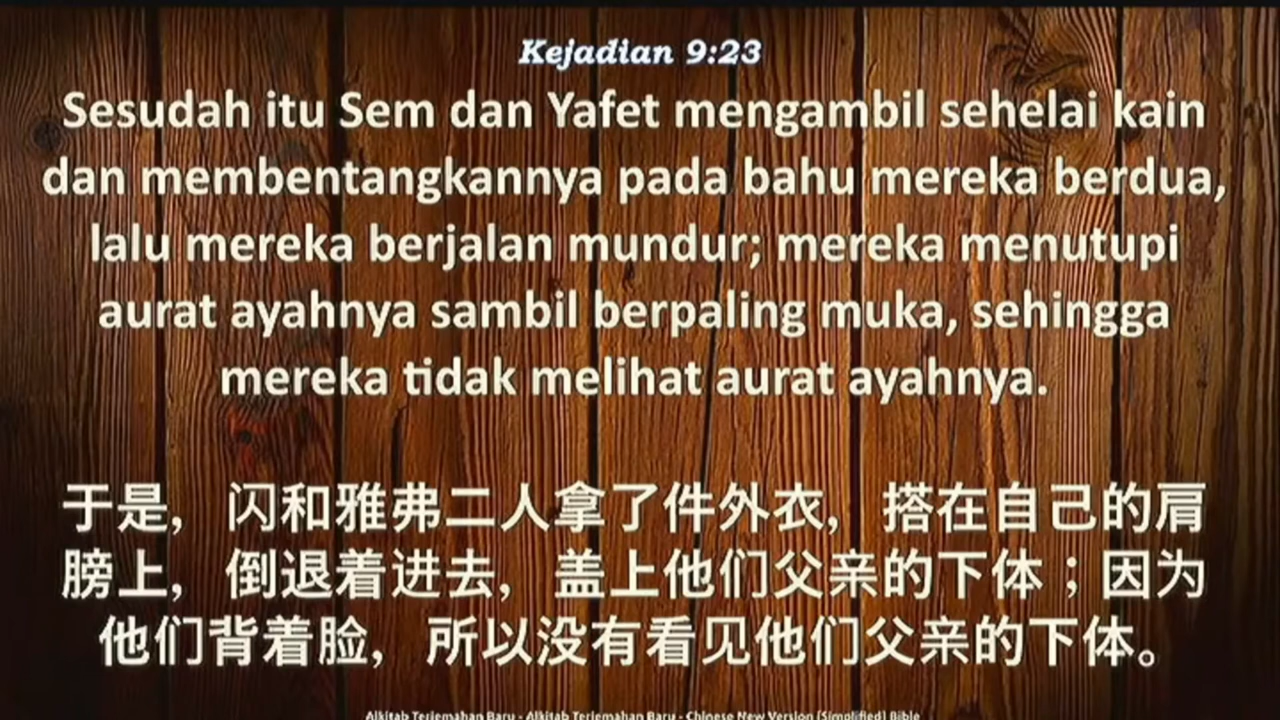 Kejadian 9:23
Sesudah itu Sem dan Yafet mengambil sehelai kain
dan membentangkannya pada bahu mereka berdua,
lalu mereka berjalan mundur; mereka menutupi
aurat ayahnya sambil berpaling muka, sehingga
mereka tidak melihat aurat ayahnya.
于是，闪和雅弗二人拿了件外衣，搭在自己的肩
膀上，倒退着进去，盖上他们父亲的下体；因为
他们背着脸，所以没有看见他们父亲的下体。
Alkitab Terjemahan Baru - Alkitab Terjemahan Baru - Chinese New Version (Simplified) Bible